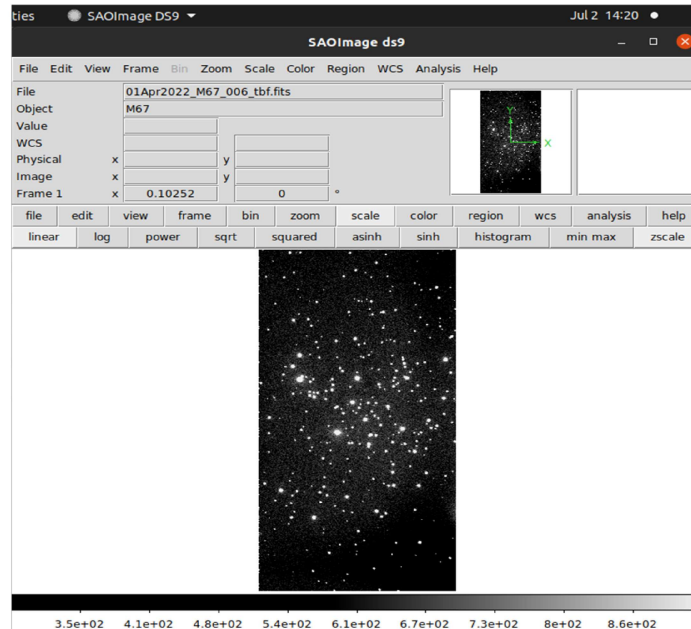 ties SAOImage DS9 Jul 2 14:20
SAOImage ds9
File Edit View Frame Bin Zoom Scale Color Region WCS Analysis Help
File 01Apr2022_M67_006_tbf.fits
Object M67
Value
WCS
Physical x y
Image x y
Frame 1 x 0.10252 0 °
Y
X
file edit view frame bin zoom scale color region wcs analysis help
linear log power sqrt squared asinh sinh histogram min max zscale
3.5e+02 4.1e+02 4.8e+02 5.4e+02 6.1e+02 6.7e+02 7.3e+02 8e+02 8.6e+02